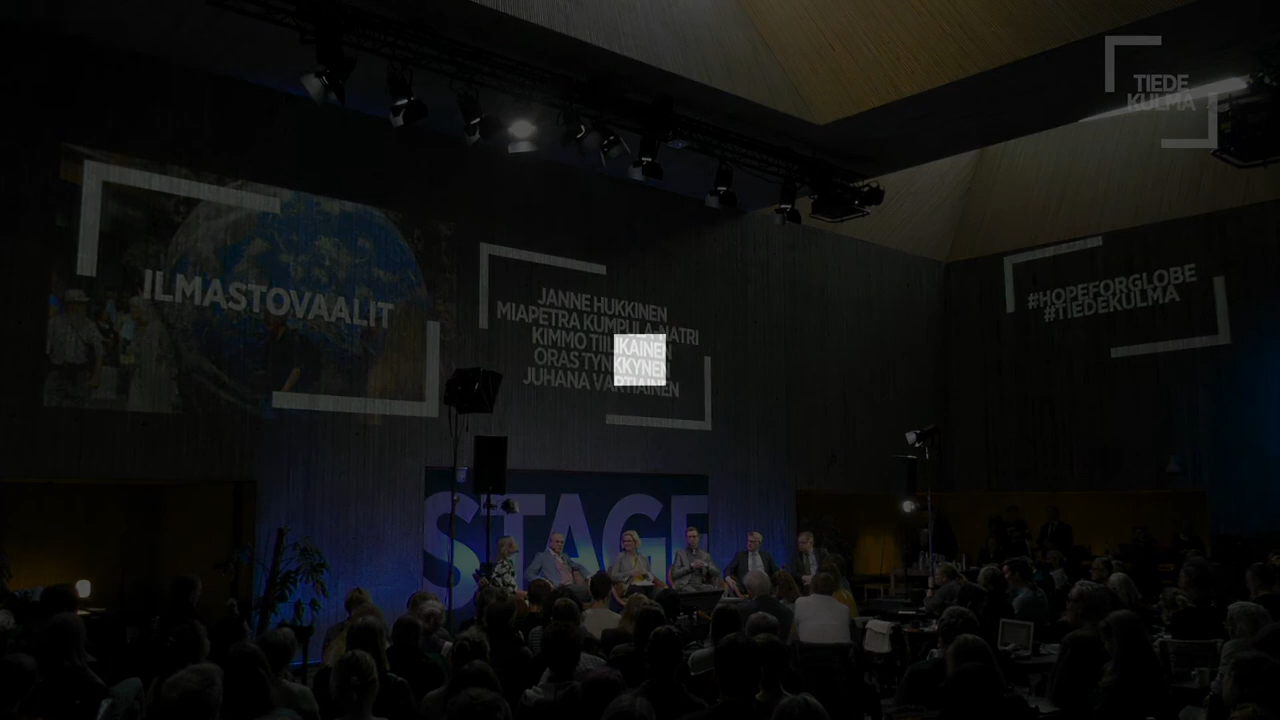 TIEDE
KULMA
ILMASTOVAALIT
JANNE HUKKINEN
MIAPETRA KUMPULA-NATRI
KIMMO TIILIKAINEN
ORAS TYNKKYNEN
JUHANA VARTIAINEN
#HOPEFORGLOBE
#TIEDEKULMA
STAGE